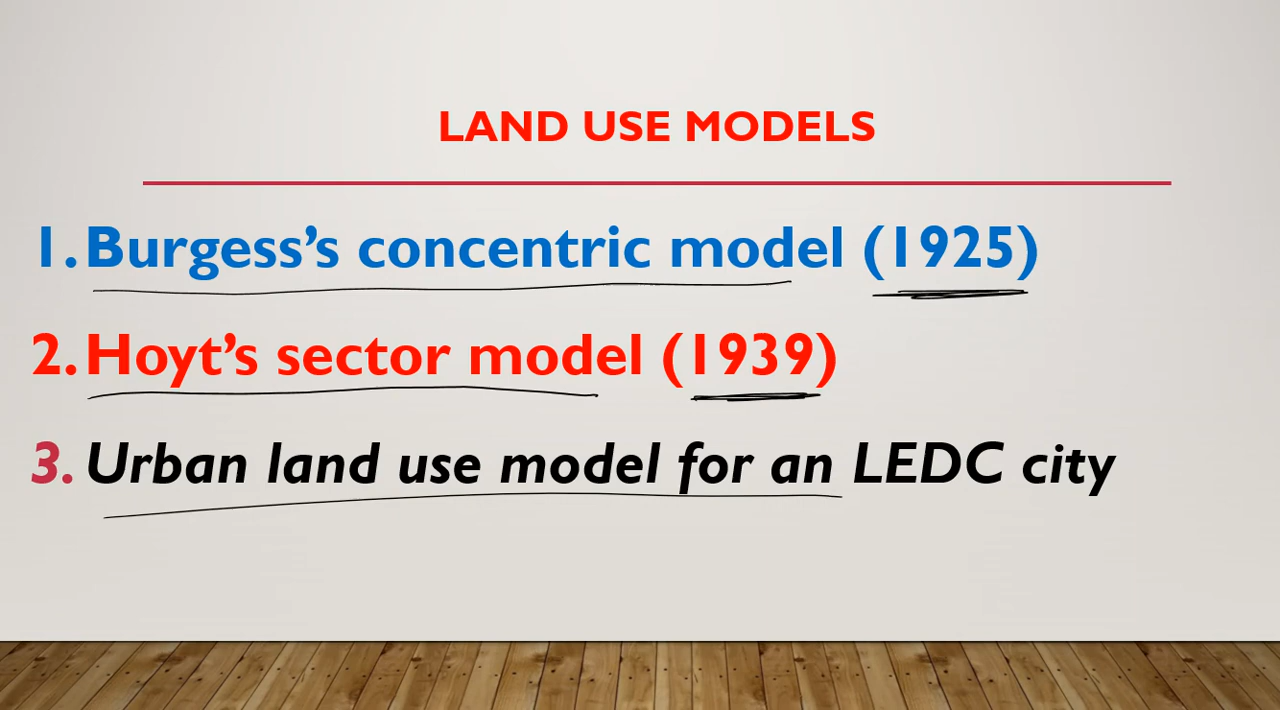 LAND USE MODELS
1. Burgess's concentric model (1925)
2. Hoyt's sector model (1939)
3. Urban land use model for an LEDC city